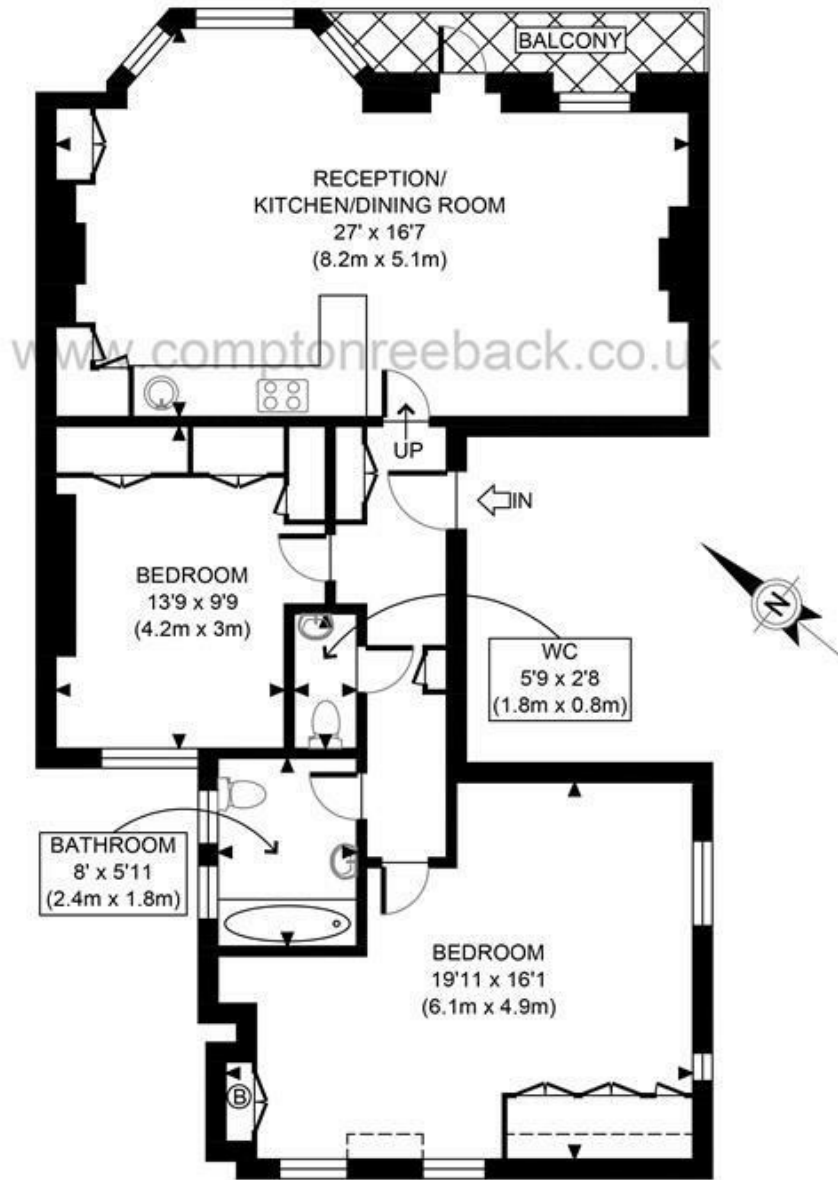 BALCONY
RECEPTION/
KITCHEN/DINING ROOM
27' x 16'7
(8.2m x 5.1m)
www.comptonreeback.co.uk
UP
IN
BEDROOM
13'9 x 9'9
(4.2m x 3m)
N
WC
5'9 x 2'8
(1.8m x 0.8m)
BATHROOM
8' x 5'11
(2.4m x 1.8m)
BEDROOM
19'11 x 16'1
(6.1m x 4.9m)
B